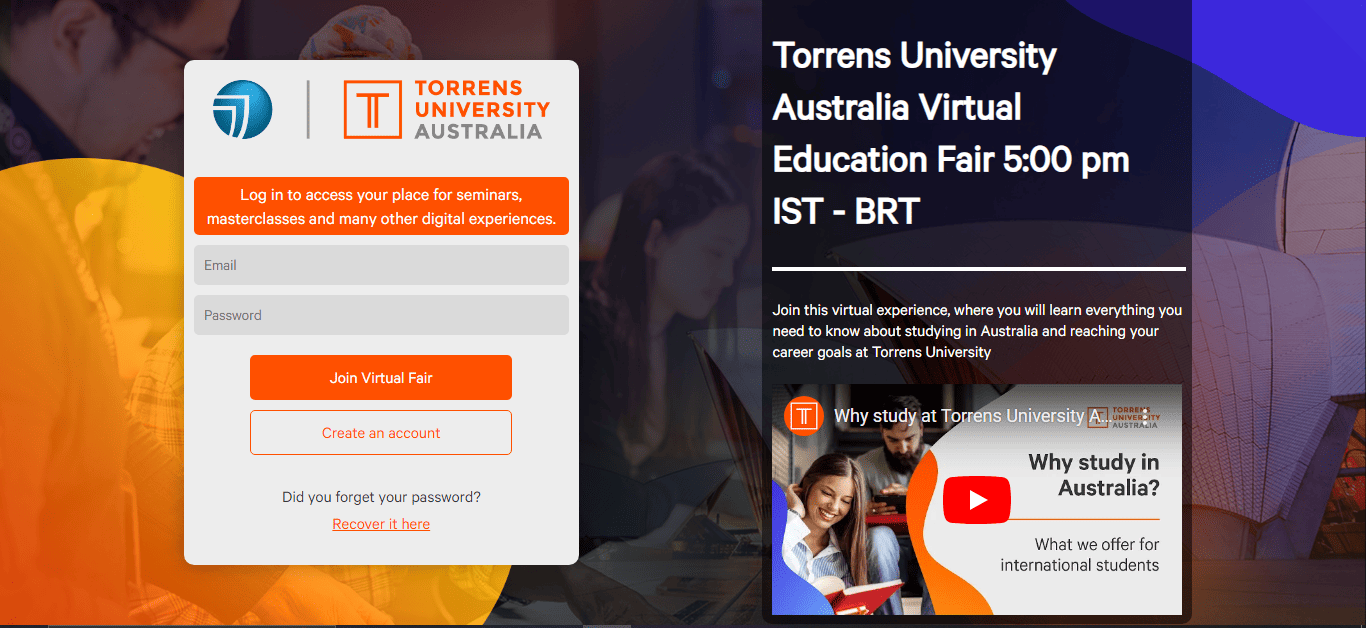 TORRENS
UNIVERSITY
AUSTRALIA
Log in to access your place for seminars,
masterclasses and many other digital experiences.
Email
Password
Join Virtual Fair
Create an account
Did you forget your password?
Recover it here
Torrens University
Australia Virtual
Education Fair 5:00 pm
IST - BRT
Join this virtual experience, where you will learn everything you
need to know about studying in Australia and reaching your
career goals at Torrens University
Why study at Torrens University A...
TORRENS
UNIVERSITY
AUSTRALIA
Why study in
Australia?
What we offer for
international students